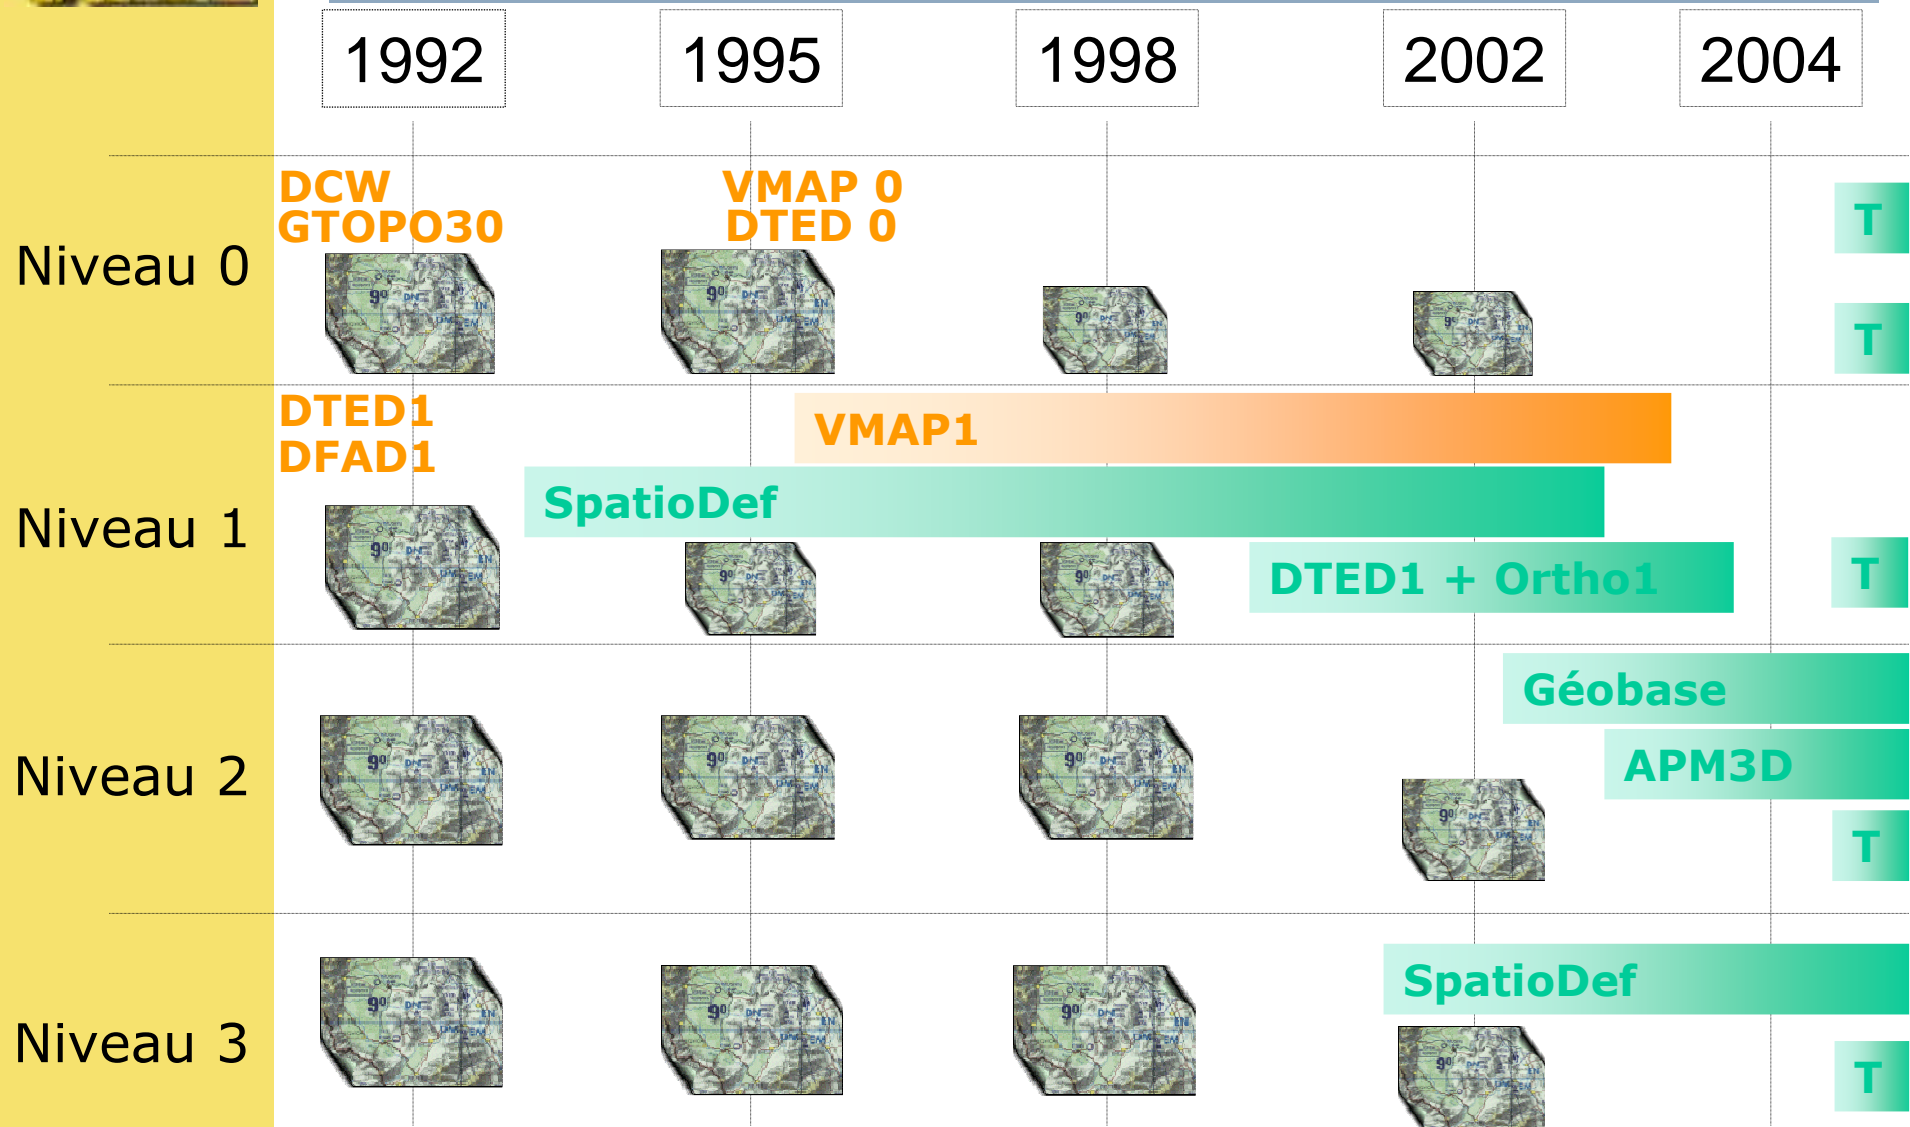 1992
1995
1998
2002
2004
Niveau 0
DCW
GTOPO30
VMAP 0
DTED 0
T
T
Niveau 1
DTED1
DFAD1
VMAP1
SpatioDef
DTED1 + Ortho1
T
Niveau 2
Géobase
APM3D
T
Niveau 3
SpatioDef
T